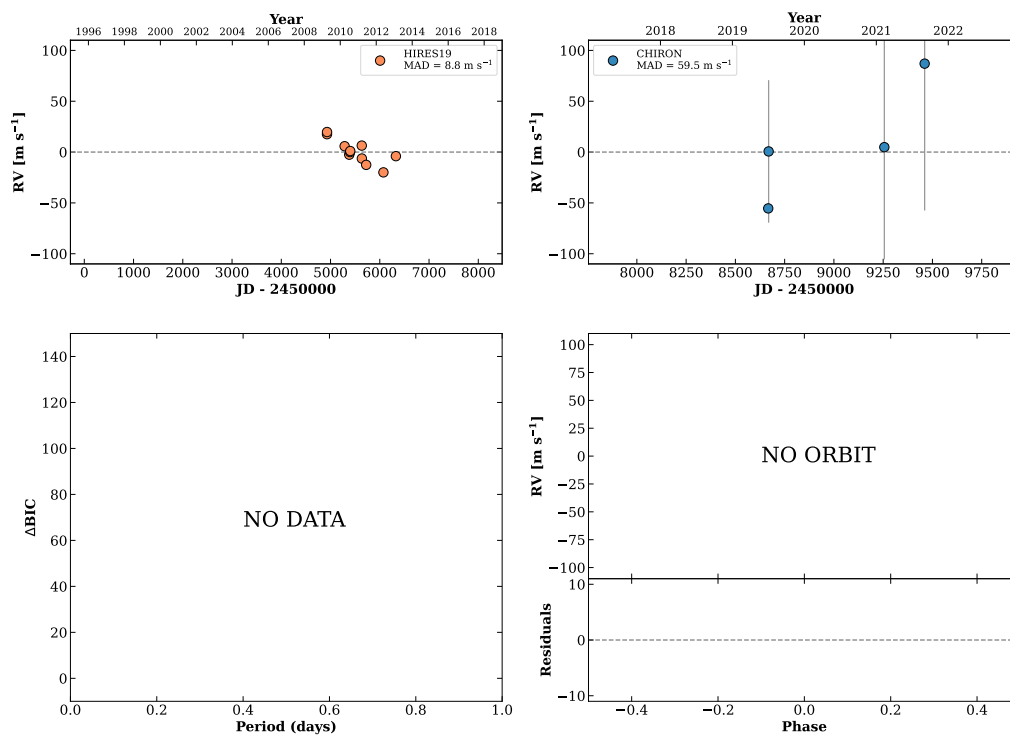 Year
1996 1998 2000 2002 2004 2006 2008 2010 2012 2014 2016 2018
HIRES19
MAD = 8.8 m s⁻¹
RV [m s⁻¹]
100
50
0
−50
−100
0 1000 2000 3000 4000 5000 6000 7000 8000
JD - 2450000
Year
2018 2019 2020 2021 2022
CHIRON
MAD = 59.5 m s⁻¹
RV [m s⁻¹]
100
50
0
−50
−100
8000 8250 8500 8750 9000 9250 9500 9750
JD - 2450000
ΔBIC
140
120
100
80
60
40
20
0
NO DATA
0.0 0.2 0.4 0.6 0.8 1.0
Period (days)
RV [m s⁻¹]
100
75
50
25
0
−25
−50
−75
−100
NO ORBIT
Residuals
10
0
−10
−0.4 −0.2 0.0 0.2 0.4
Phase